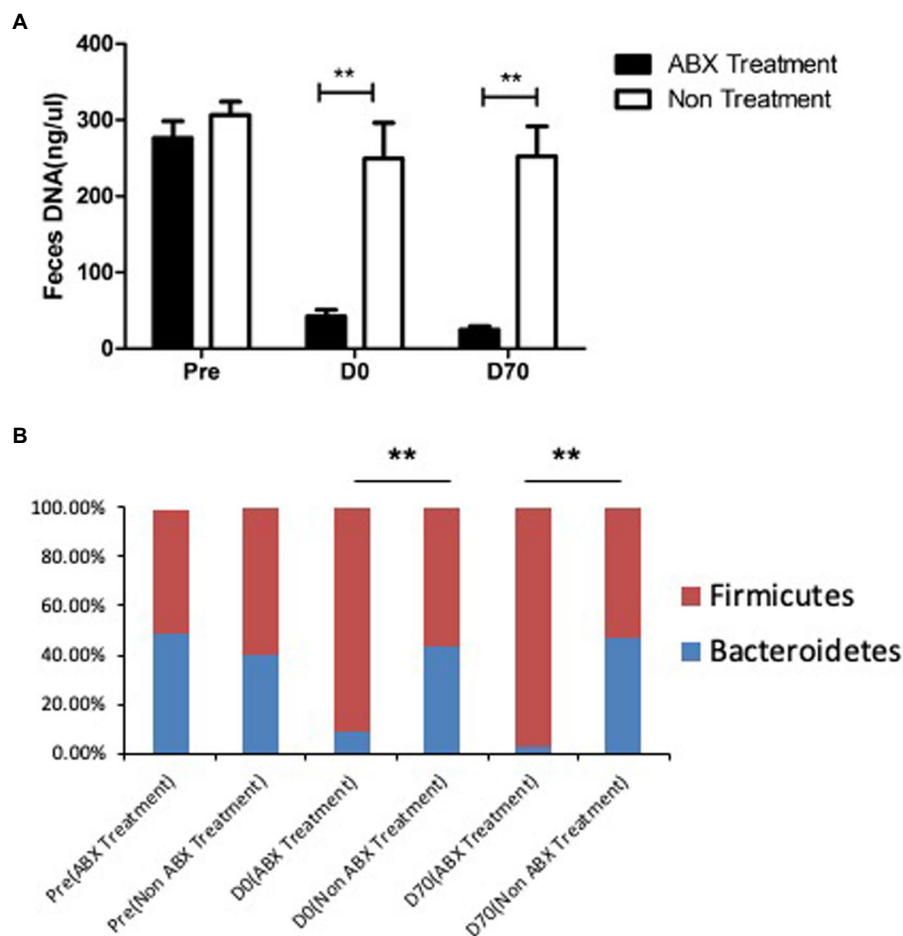 A
400
300
200
100
0
Feces DNA(ng/ul)
** **
Pre D0 D70
ABX Treatment
Non Treatment
B
** **
100.00%
80.00%
60.00%
40.00%
20.00%
0.00%
Pre(ABX Treatment)
Pre(Non ABX Treatment)
D0(ABX Treatment)
D0(Non ABX Treatment)
D70(ABX Treatment)
D70(Non ABX Treatment)
Firmicutes
Bacteroidetes